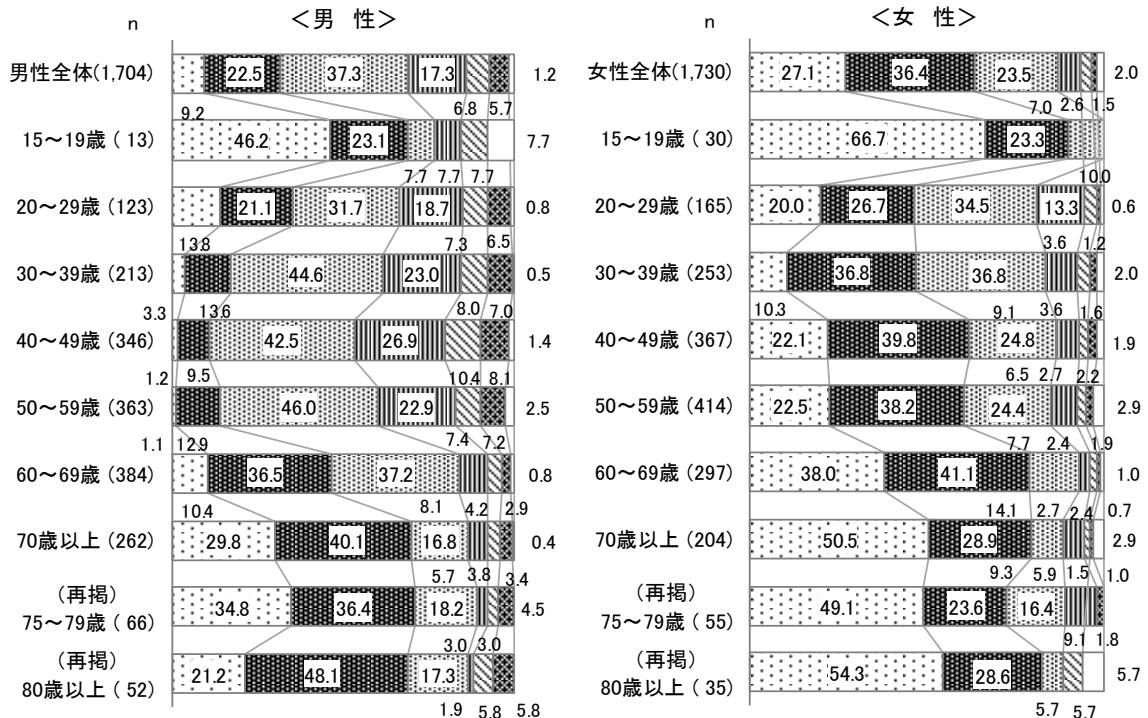 n ＜男 性＞
男性全体(1,704) 22.5 37.3 17.3 1.2
9.2 6.8 5.7
15～19歳( 13) 46.2 23.1 7.7
7.7 7.7 7.7
20～29歳(123) 21.1 31.7 18.7 0.8
13.8 7.3 6.5
30～39歳(213) 44.6 23.0 0.5
3.3 13.6 8.0 7.0
40～49歳(346) 42.5 26.9 1.4
1.2 9.5 10.4 8.1
50～59歳(363) 46.0 22.9 2.5
1.1 12.9 7.4 7.2
60～69歳(384) 36.5 37.2 0.8
10.4 8.1 4.2 2.9
70歳以上(262) 29.8 40.1 16.8 0.4
5.7 3.8 3.4
(再掲)
75～79歳( 66) 34.8 36.4 18.2 4.5
3.0 3.0
(再掲)
80歳以上( 52) 21.2 48.1 17.3
1.9 5.8 5.8
n ＜女 性＞
女性全体(1,730) 27.1 36.4 23.5 2.0
7.0 2.6 1.5
15～19歳( 30) 66.7 23.3
10.0
20～29歳(165) 20.0 26.7 34.5 13.3 0.6
3.6 1.2
30～39歳(253) 36.8 36.8 2.0
10.3 9.1 3.6 1.6
40～49歳(367) 22.1 39.8 24.8 1.9
6.5 2.7 2.2
50～59歳(414) 22.5 38.2 24.4 2.9
7.7 2.4 1.9
60～69歳(297) 38.0 41.1 1.0
14.1 2.7 2.4 0.7
70歳以上(204) 50.5 28.9 2.9
9.3 5.9 1.5 1.0
(再掲)
75～79歳( 55) 49.1 23.6 16.4
9.1 1.8
(再掲)
80歳以上( 35) 54.3 28.6 5.7
5.7 5.7